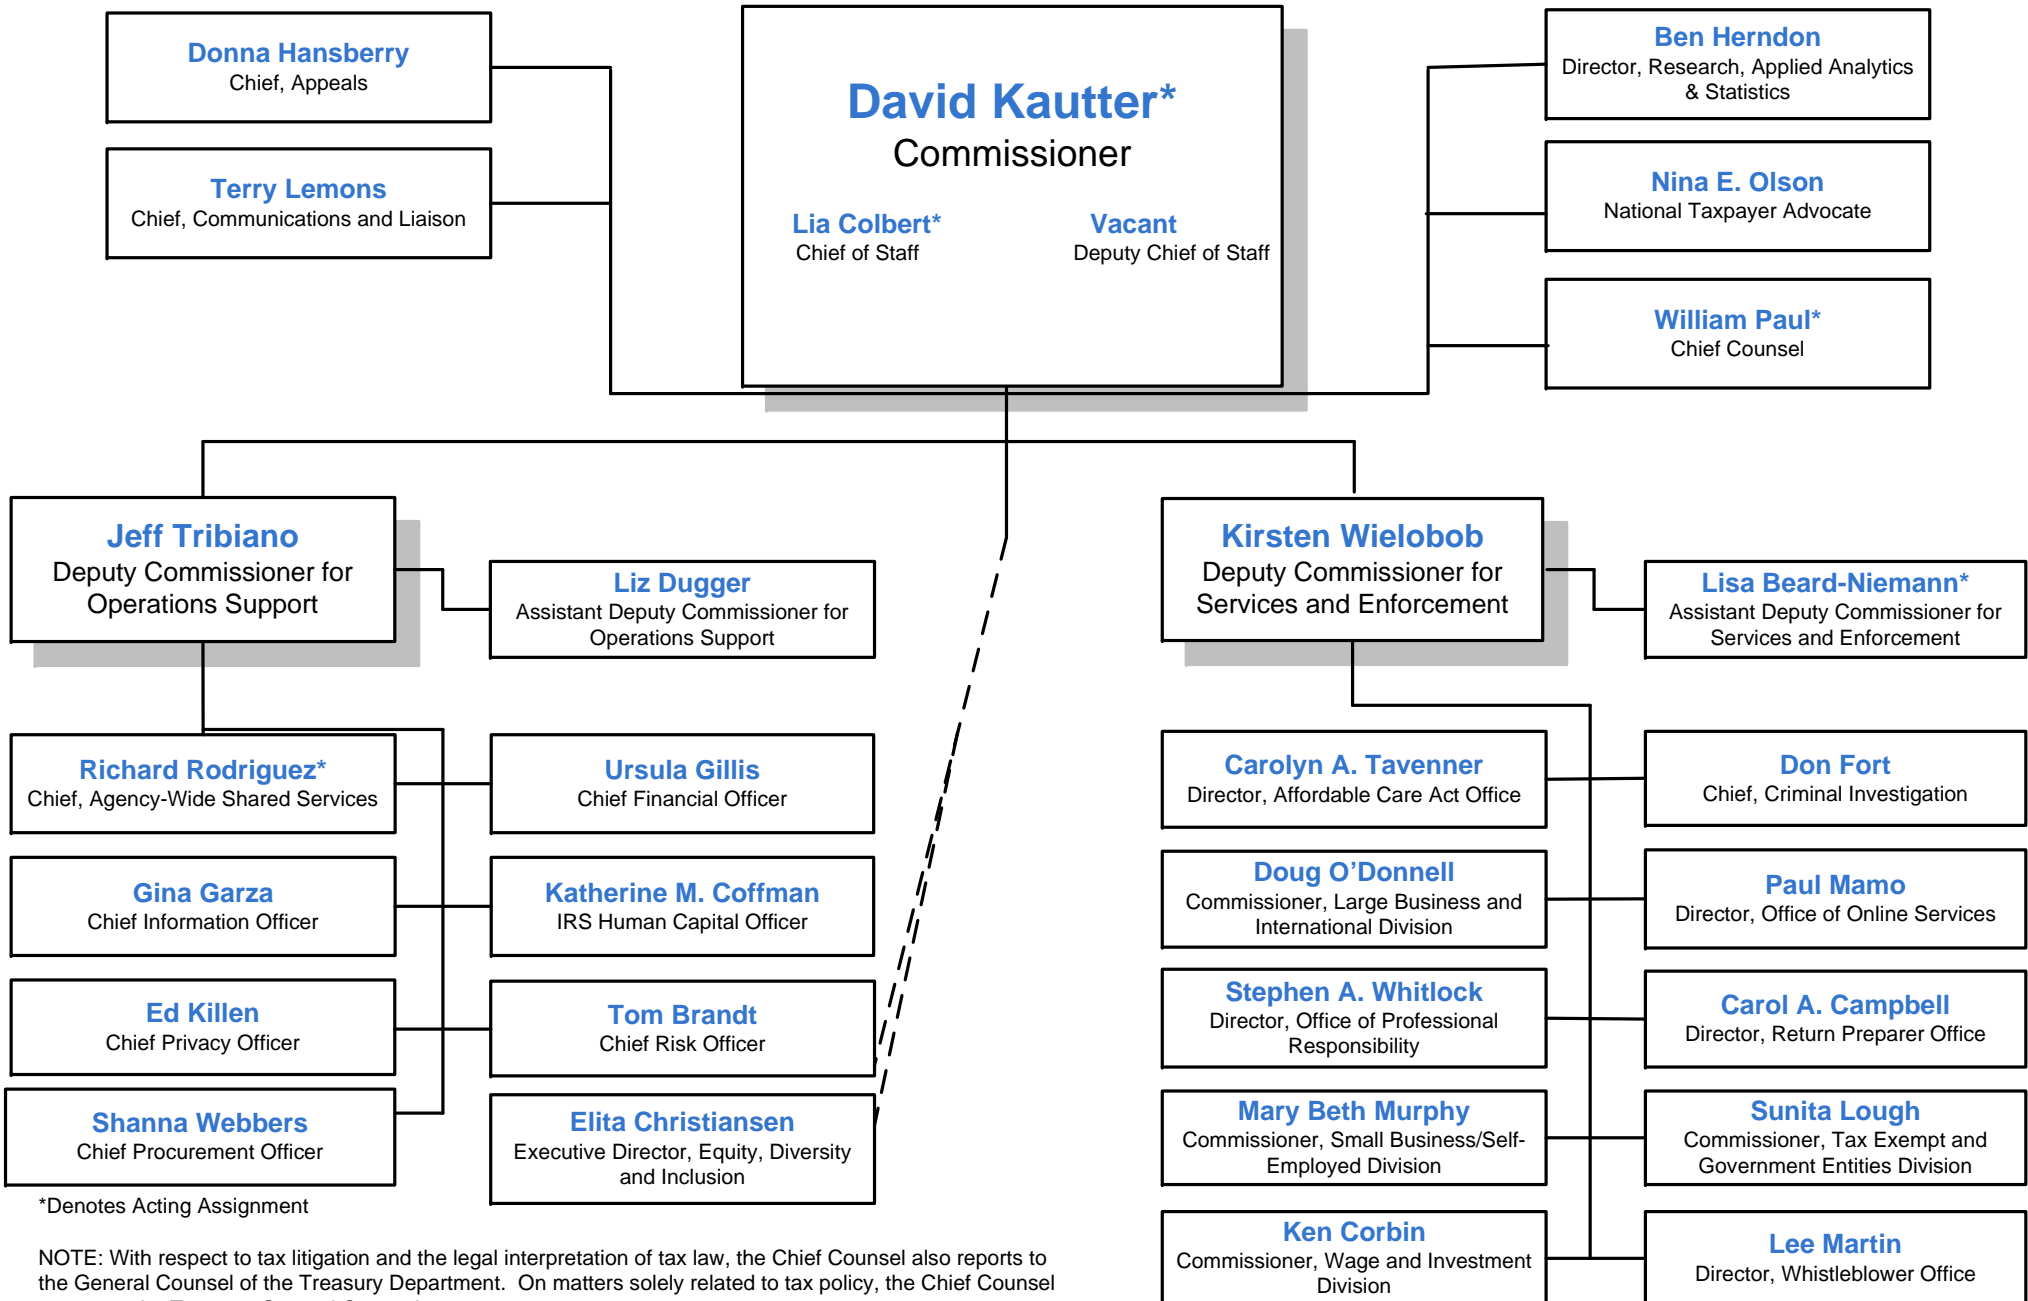 Donna Hansberry
Chief, Appeals
Terry Lemons
Chief, Communications and Liaison
David Kautter*
Commissioner
Lia Colbert*
Chief of Staff
Vacant
Deputy Chief of Staff
Ben Herndon
Director, Research, Applied Analytics
& Statistics
Nina E. Olson
National Taxpayer Advocate
William Paul*
Chief Counsel
Jeff Tribiano
Deputy Commissioner for
Operations Support
Liz Dugger
Assistant Deputy Commissioner for
Operations Support
Kirsten Wielobob
Deputy Commissioner for
Services and Enforcement
Lisa Beard-Niemann*
Assistant Deputy Commissioner for
Services and Enforcement
Richard Rodriguez*
Chief, Agency-Wide Shared Services
Ursula Gillis
Chief Financial Officer
Gina Garza
Chief Information Officer
Katherine M. Coffman
IRS Human Capital Officer
Ed Killen
Chief Privacy Officer
Tom Brandt
Chief Risk Officer
Shanna Webbers
Chief Procurement Officer
Elita Christiansen
Executive Director, Equity, Diversity
and Inclusion
Carolyn A. Tavenner
Director, Affordable Care Act Office
Don Fort
Chief, Criminal Investigation
Doug O’Donnell
Commissioner, Large Business and
International Division
Paul Mamo
Director, Office of Online Services
Stephen A. Whitlock
Director, Office of Professional
Responsibility
Carol A. Campbell
Director, Return Preparer Office
Mary Beth Murphy
Commissioner, Small Business/Self-
Employed Division
Sunita Lough
Commissioner, Tax Exempt and
Government Entities Division
Ken Corbin
Commissioner, Wage and Investment
Division
Lee Martin
Director, Whistleblower Office
*Denotes Acting Assignment
NOTE: With respect to tax litigation and the legal interpretation of tax law, the Chief Counsel also reports to
the General Counsel of the Treasury Department. On matters solely related to tax policy, the Chief Counsel